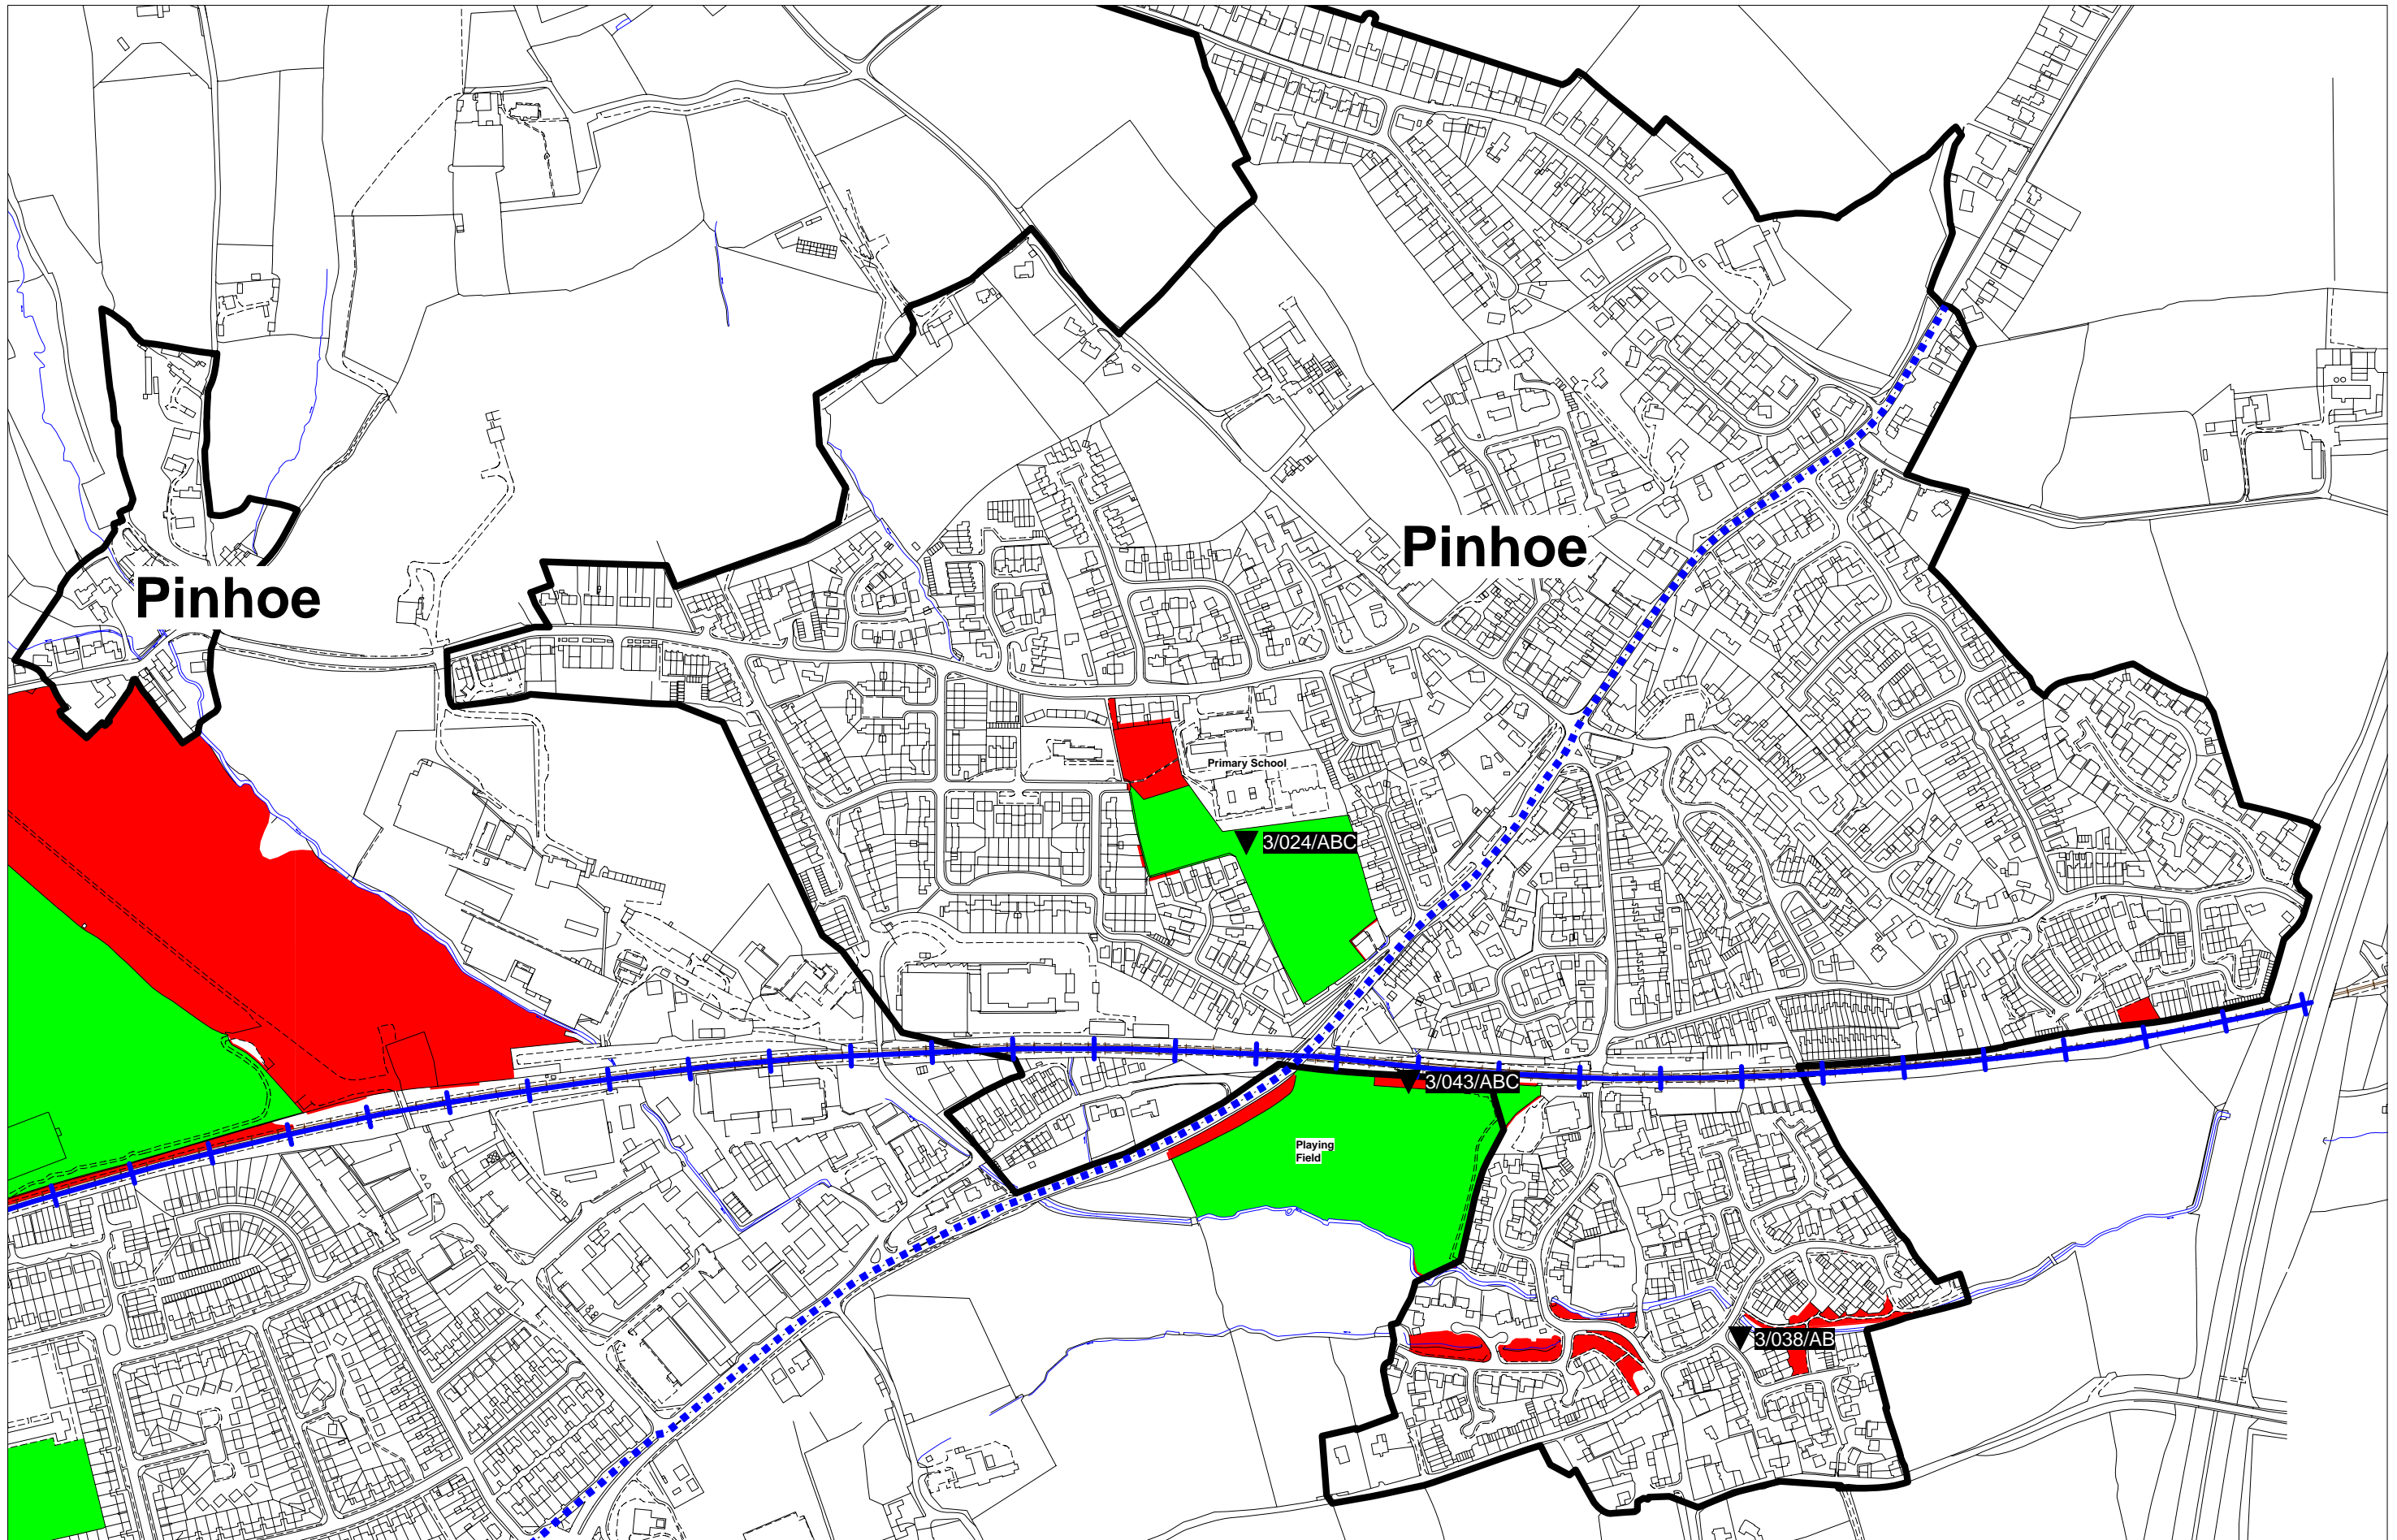 Pinhoe
Pinhoe
Primary School
3/024/ABC
3/043/ABC
Playing
Field
3/038/AB